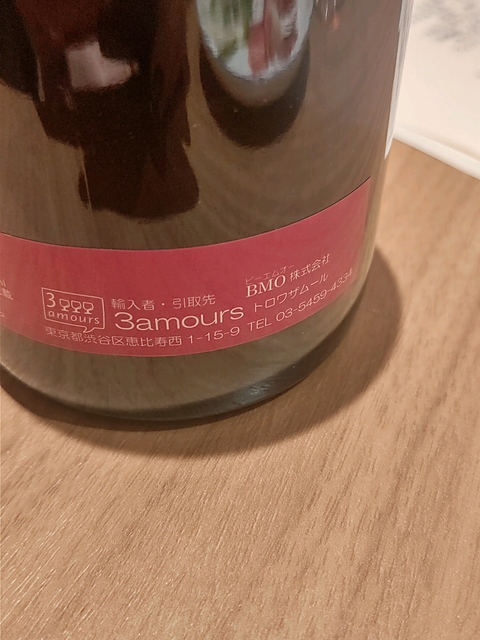 3
amours
輸入者・引取先
ビーエムオー
BMO 株式会社
3amours トロワザムール
東京都渋谷区恵比寿西 1-15-9 TEL 03-5459-4334